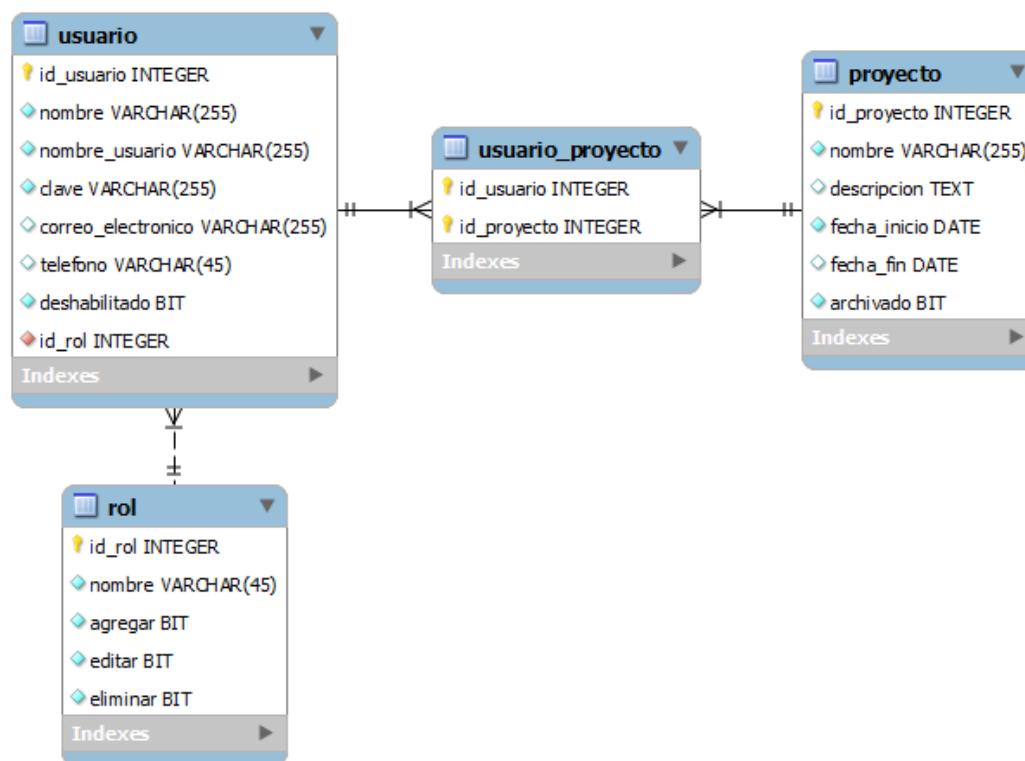 usuario
id_usuario INTEGER
nombre VARCHAR(255)
nombre_usuario VARCHAR(255)
clave VARCHAR(255)
correo_electronico VARCHAR(255)
telefono VARCHAR(45)
deshabilitado BIT
id_rol INTEGER
Indexes
usuario_proyecto
id_usuario INTEGER
id_proyecto INTEGER
Indexes
proyecto
id_proyecto INTEGER
nombre VARCHAR(255)
descripcion TEXT
fecha_inicio DATE
fecha_fin DATE
archivado BIT
Indexes
rol
id_rol INTEGER
nombre VARCHAR(45)
agregar BIT
editar BIT
eliminar BIT
Indexes